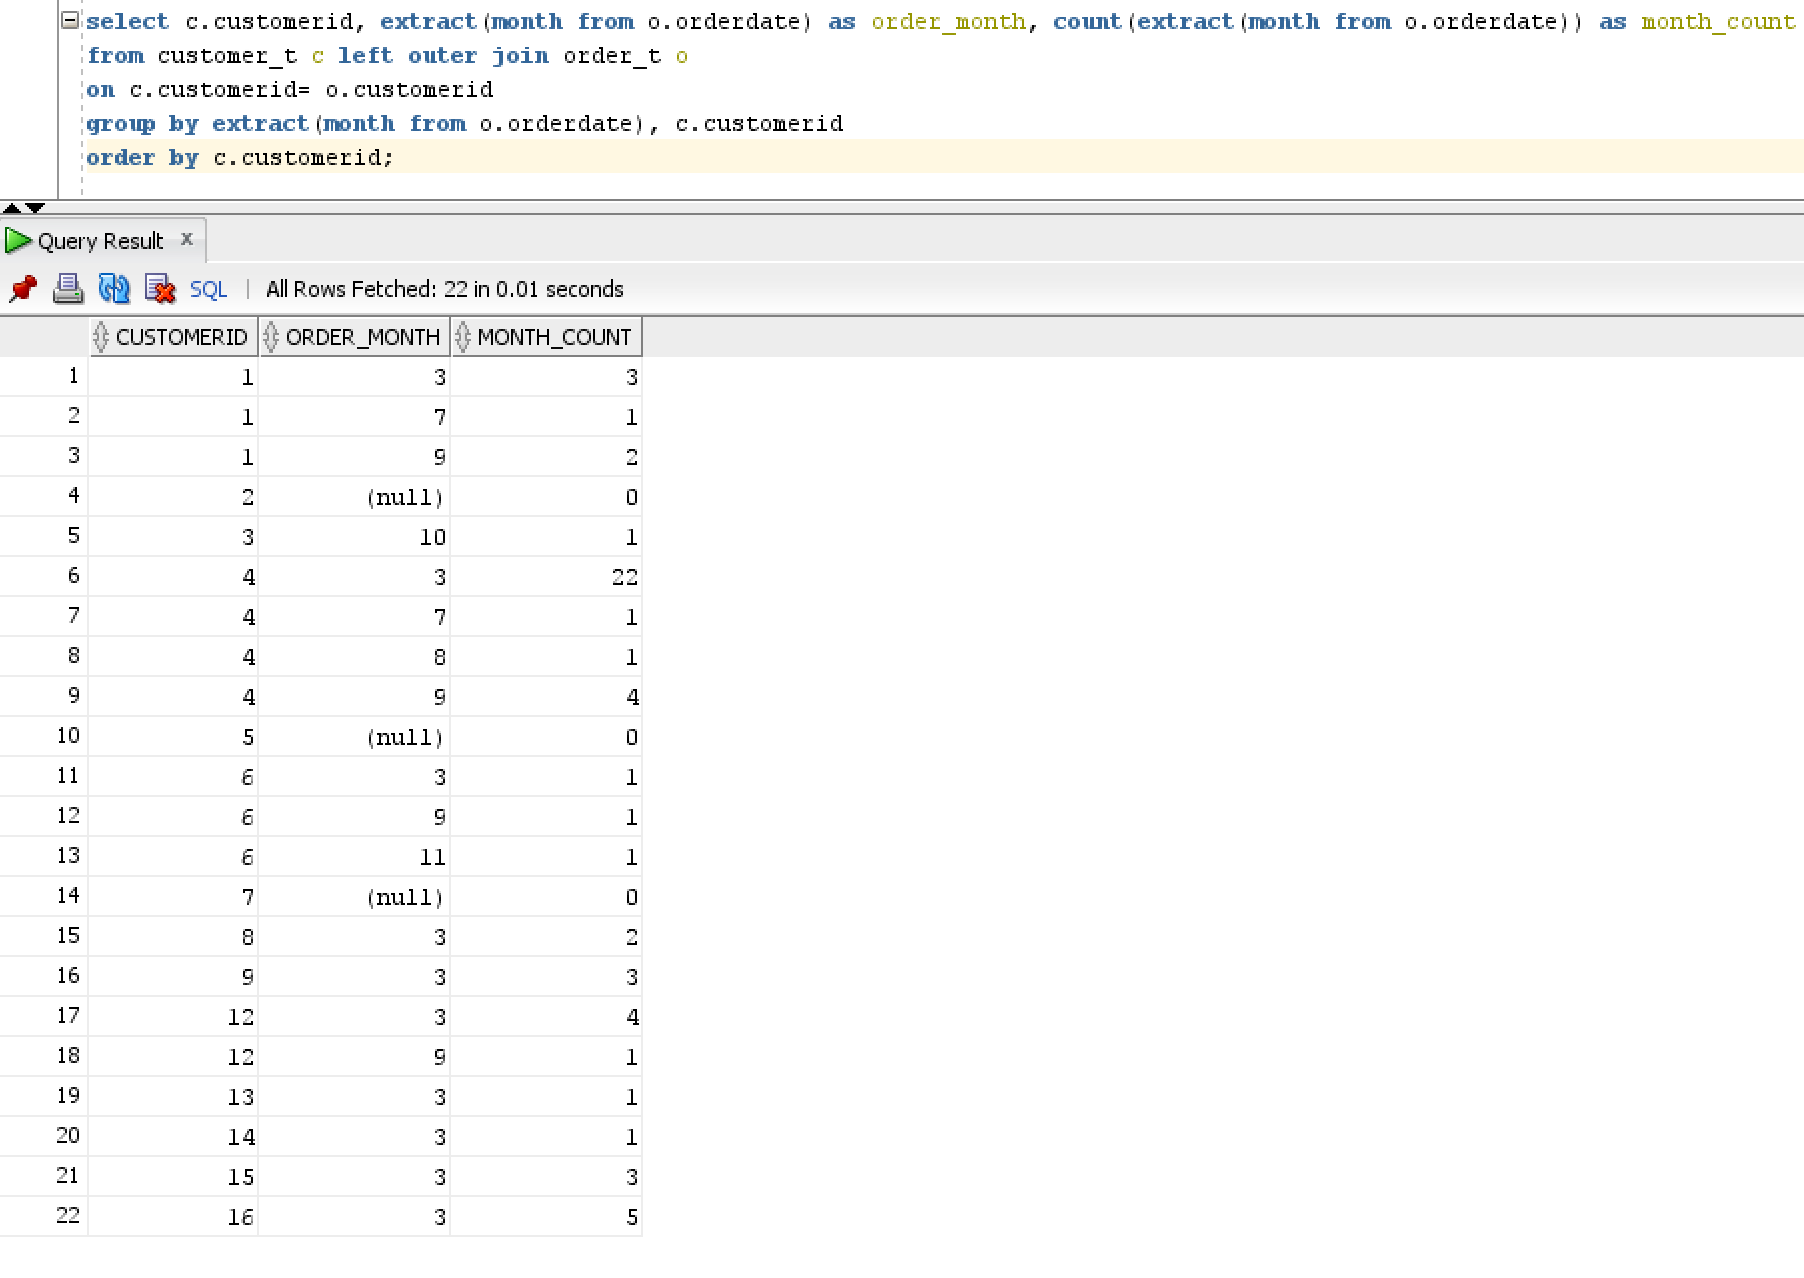 select c.customerid, extract(month from o.orderdate) as order_month, count(extract(month from o.orderdate)) as month_count
from customer_t c left outer join order_t o
on c.customerid= o.customerid
group by extract(month from o.orderdate), c.customerid
order by c.customerid;
Query Result x
SQL | All Rows Fetched: 22 in 0.01 seconds
CUSTOMERID ORDER_MONTH MONTH_COUNT
1 1 3 3
2 1 7 1
3 1 9 2
4 2 (null) 0
5 3 10 1
6 4 3 22
7 4 7 1
8 4 8 1
9 4 9 4
10 5 (null) 0
11 6 3 1
12 6 9 1
13 6 11 1
14 7 (null) 0
15 8 3 2
16 9 3 3
17 12 3 4
18 12 9 1
19 13 3 1
20 14 3 1
21 15 3 3
22 16 3 5